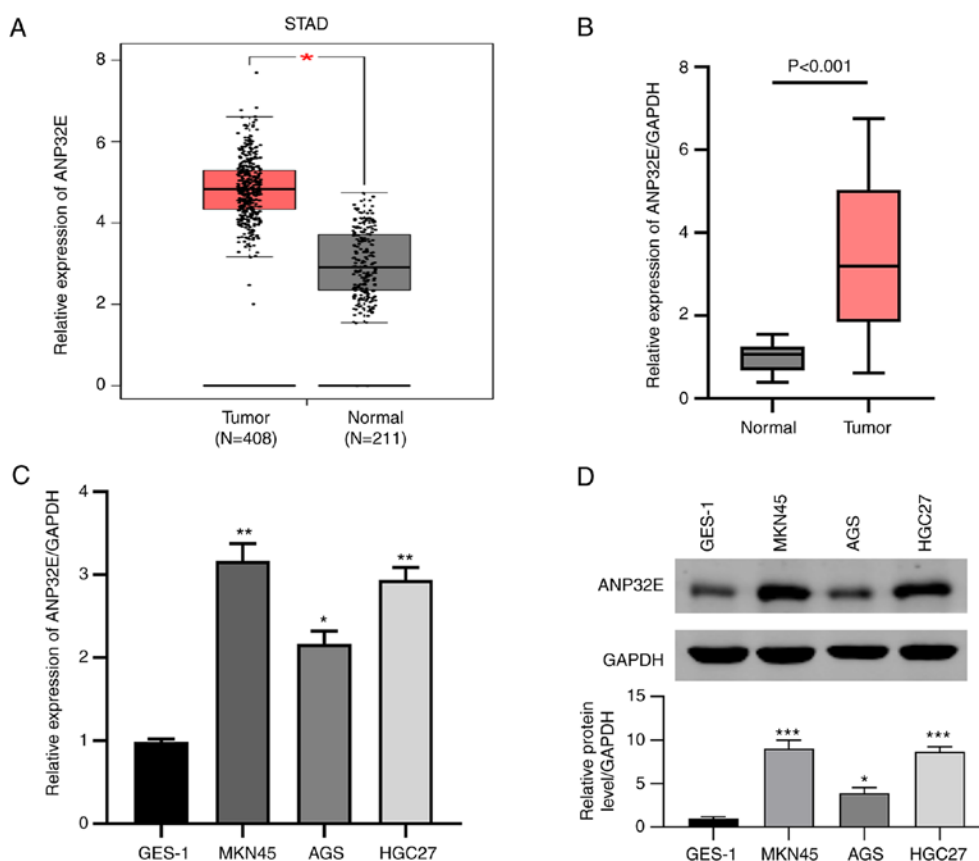 A
STAD
*
Relative expression of ANP32E
8
6
4
2
0
Tumor
(N=408)
Normal
(N=211)
B
P<0.001
Relative expression of ANP32E/GAPDH
8
6
4
2
0
Normal
Tumor
C
Relative expression of ANP32E/GAPDH
4
3
2
1
0
**
*
**
GES-1
MKN45
AGS
HGC27
D
GES-1
MKN45
AGS
HGC27
ANP32E
GAPDH
Relative protein
level/GAPDH
15
10
5
0
***
*
***
GES-1
MKN45
AGS
HGC27